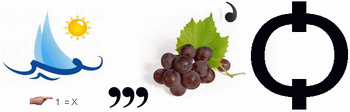 1 = X
,,, ‘